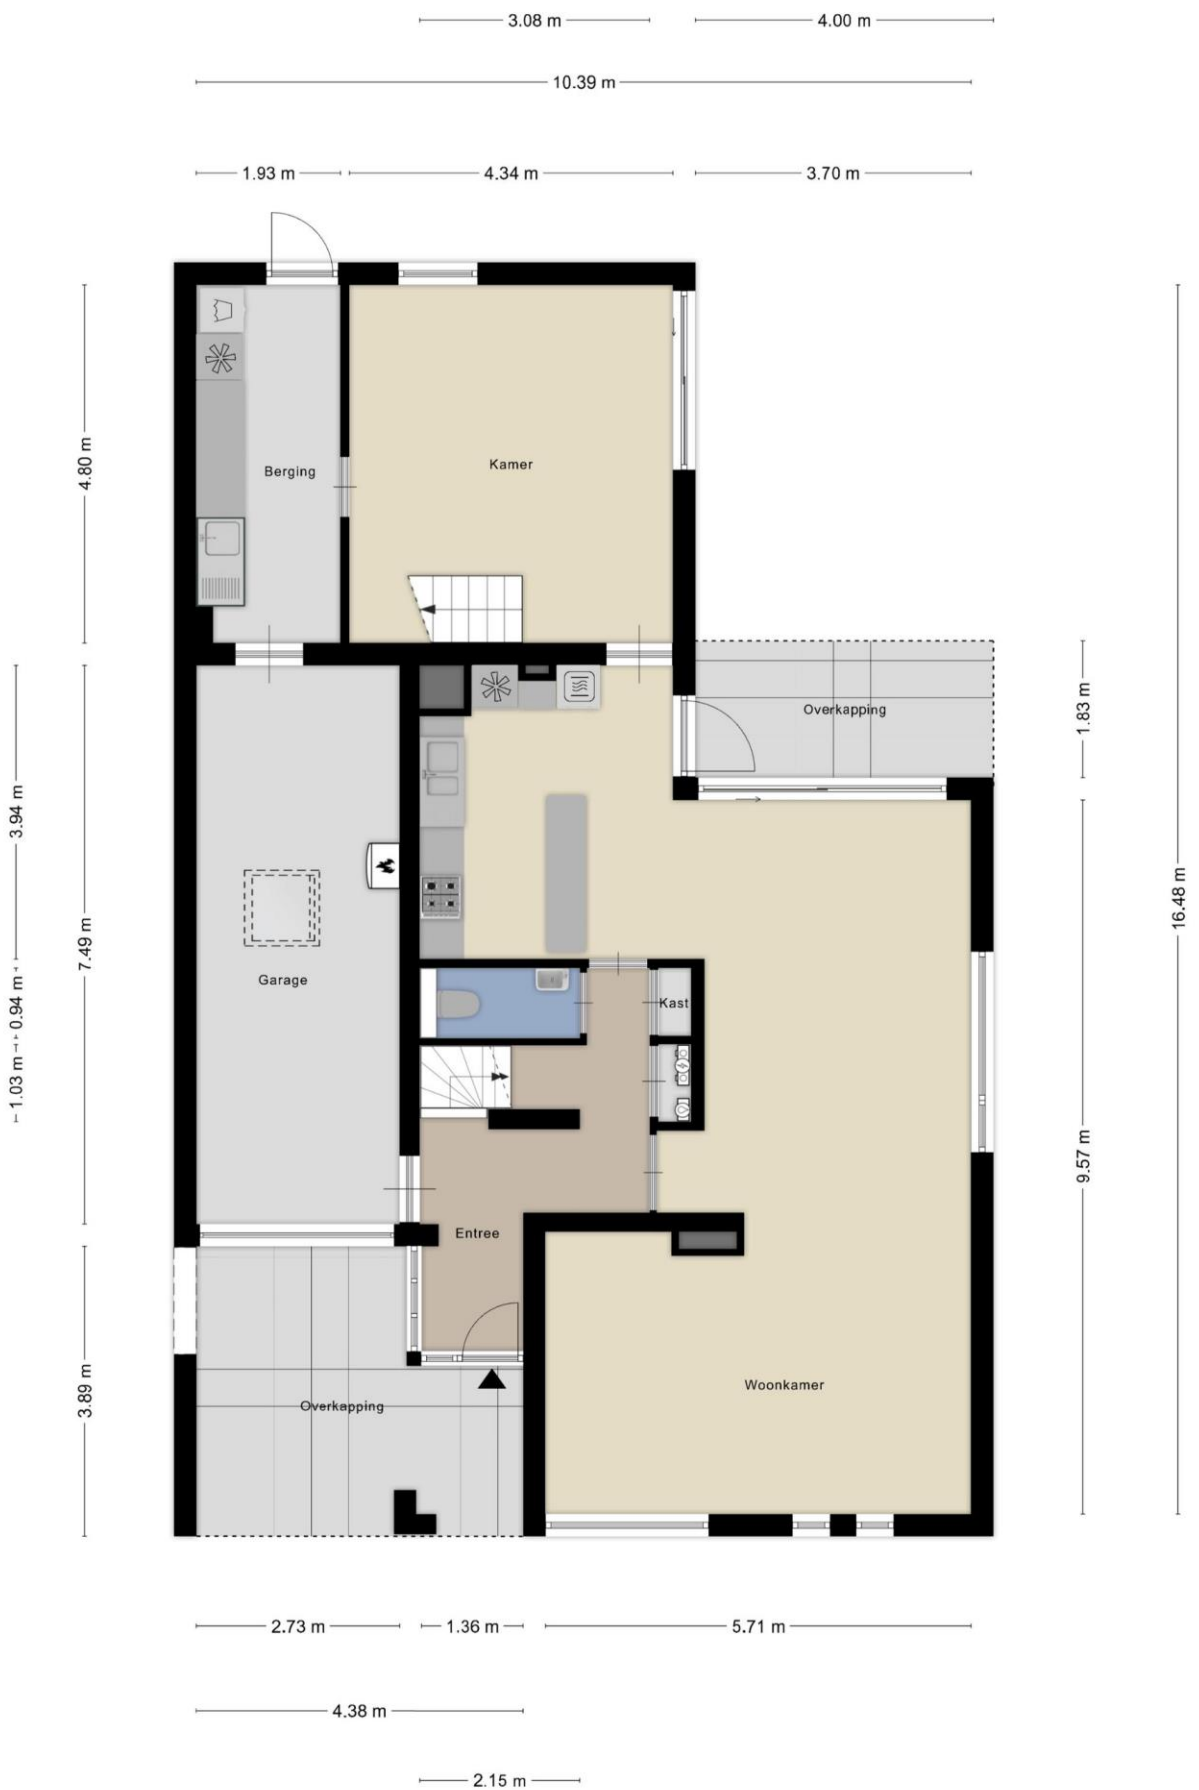 3.08 m
4.00 m
10.39 m
1.93 m
4.34 m
3.70 m
4.80 m
Berging
Kamer
Overkapping
1.83 m
3.94 m
16.48 m
7.49 m
Garage
0.94 m
Kast
1.03 m
9.57 m
Entree
3.89 m
Woonkamer
Overkapping
2.73 m
1.36 m
5.71 m
4.38 m
2.15 m